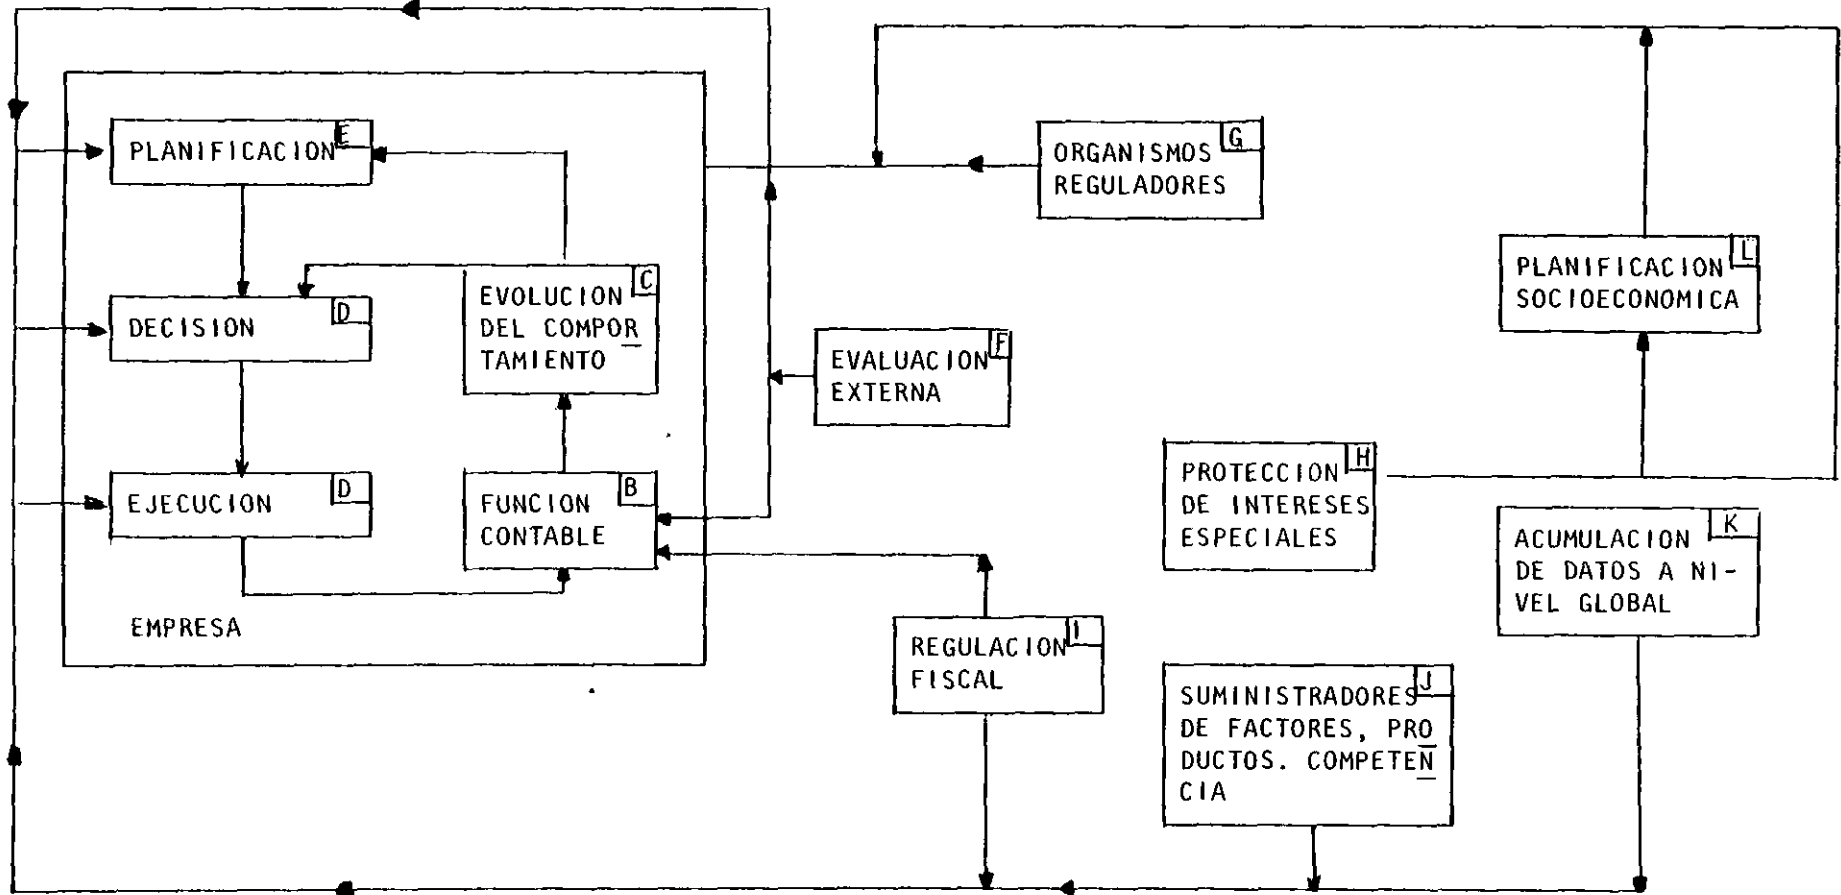 PLANIFICACION
E
DECISION
D
EJECUCION
D
EVOLUCION
DEL COMPOR
TAMIENTO
C
FUNCION
CONTABLE
B
EMPRESA
EVALUACION
EXTERNA
F
ORGANISMOS
REGULADORES
G
PLANIFICACION
SOCIOECONOMICA
L
PROTECCION
DE INTERESES
ESPECIALES
H
ACUMULACION
DE DATOS A NI-
VEL GLOBAL
K
REGULACION
FISCAL
I
SUMINISTRADORES
DE FACTORES, PRO
DUCTOS. COMPETEN
CIA
J